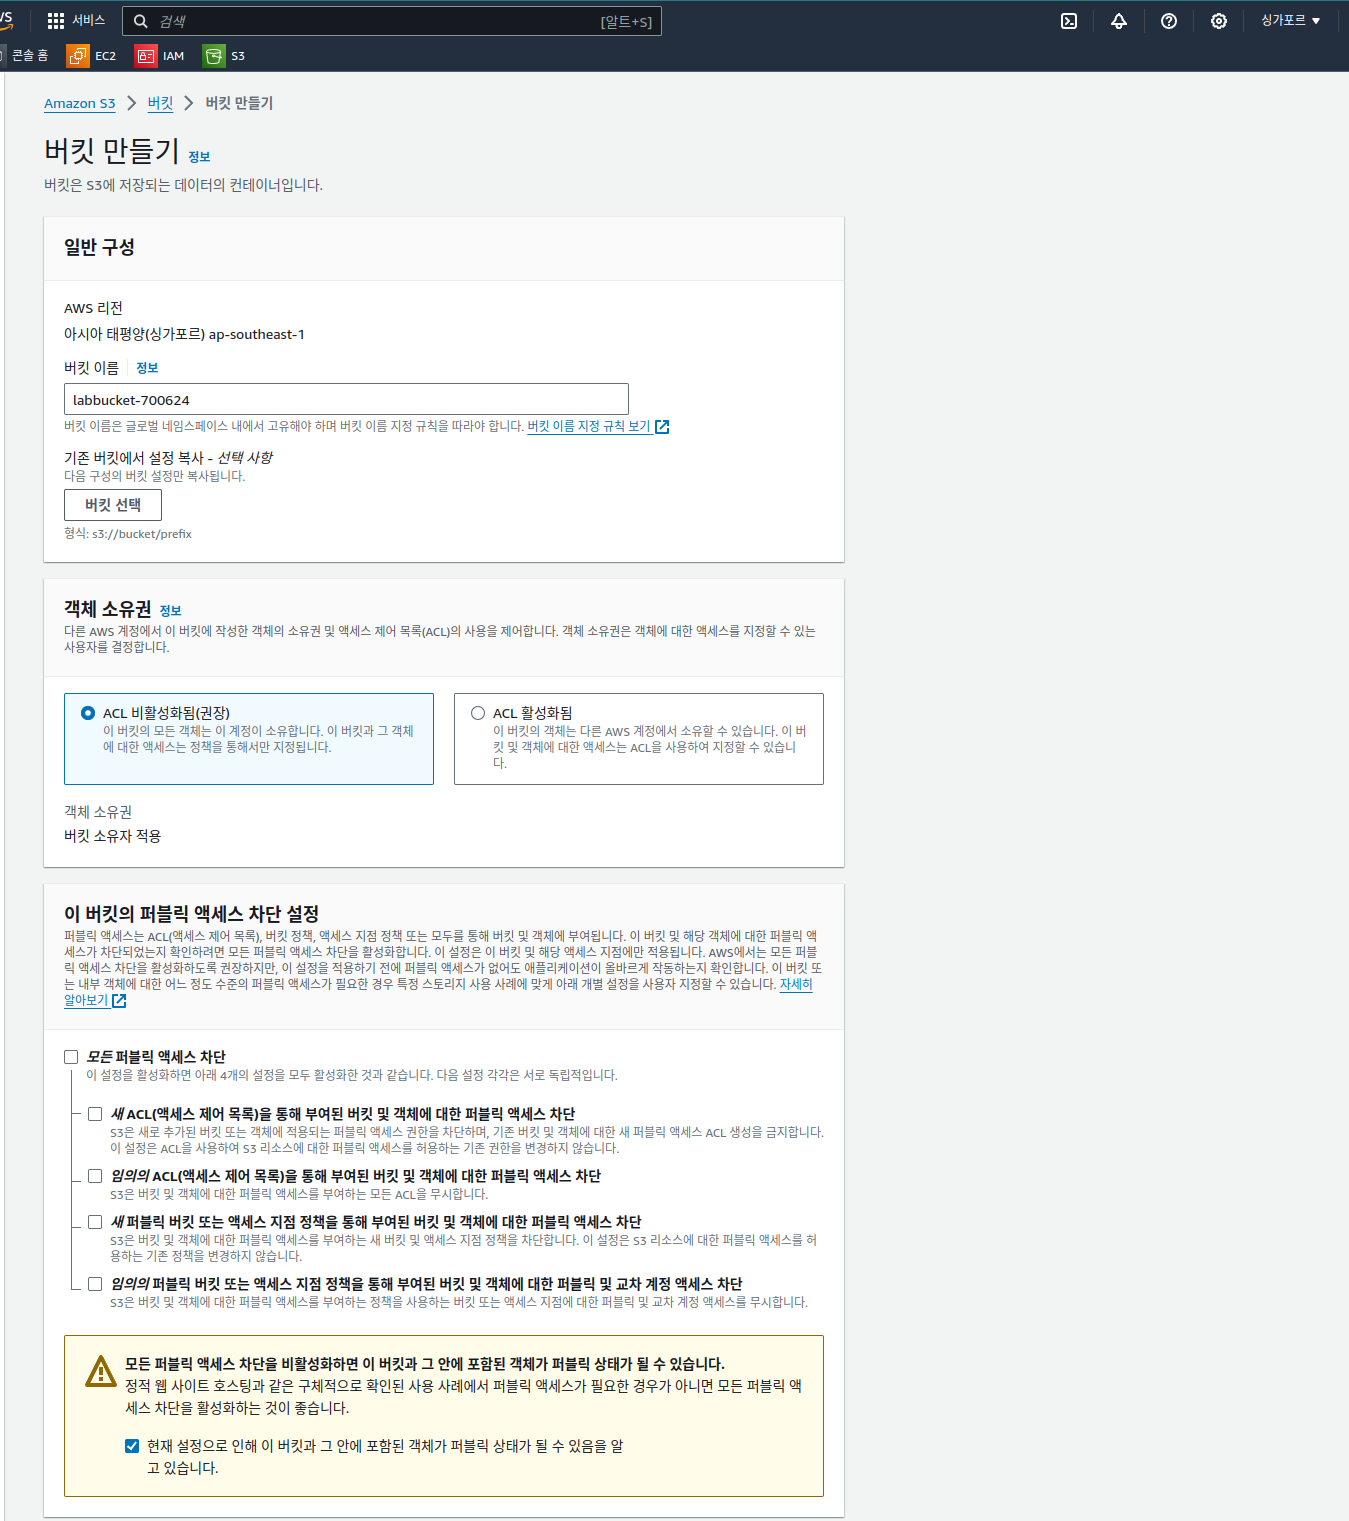 서비스
검색
[알트+S]
싱가포르
콘솔 홈
EC2
IAM
S3
Amazon S3
버킷
버킷 만들기
버킷 만들기 정보
버킷은 S3에 저장되는 데이터의 컨테이너입니다.
일반 구성
AWS 리전
아시아 태평양(싱가포르) ap-southeast-1
버킷 이름 정보
labbucket-700624
버킷 이름은 글로벌 네임스페이스 내에서 고유해야 하며 버킷 이름 지정 규칙을 따라야 합니다. 버킷 이름 지정 규칙 보기
기존 버킷에서 설정 복사 - 선택 사항
다음 구성의 버킷 설정만 복사됩니다.
버킷 선택
형식: s3://bucket/prefix
객체 소유권 정보
다른 AWS 계정에서 이 버킷에 작성한 객체의 소유권 및 액세스 제어 목록(ACL)의 사용을 제어합니다. 객체 소유권은 객체에 대한 액세스를 지정할 수 있는
사용자를 결정합니다.
ACL 비활성화됨(권장)
이 버킷의 모든 객체는 이 계정이 소유합니다. 이 버킷과 그 객체
에 대한 액세스는 정책을 통해서만 지정됩니다.
ACL 활성화됨
이 버킷의 객체는 다른 AWS 계정에서 소유할 수 있습니다. 이 버
킷 및 객체에 대한 액세스는 ACL을 사용하여 지정할 수 있습니
다.
객체 소유권
버킷 소유자 적용
이 버킷의 퍼블릭 액세스 차단 설정
퍼블릭 액세스는 ACL(액세스 제어 목록), 버킷 정책, 액세스 지점 정책 또는 모두를 통해 버킷 및 객체에 부여됩니다. 이 버킷 및 해당 객체에 대한 퍼블릭 액
세스가 차단되었는지 확인하려면 모든 퍼블릭 액세스 차단을 활성화합니다. 이 설정은 이 버킷 및 해당 액세스 지점에만 적용됩니다. AWS에서는 모든 퍼블
릭 액세스 차단을 활성화하도록 권장하지만, 이 설정을 적용하기 전에 퍼블릭 액세스가 없어도 애플리케이션이 올바르게 작동하는지 확인합니다. 이 버킷 또
는 내부 객체에 대한 어느 정도 수준의 퍼블릭 액세스가 필요한 경우 특정 스토리지 사용 사례에 맞게 아래 개별 설정을 사용자 지정할 수 있습니다. 자세히
알아보기
모든 퍼블릭 액세스 차단
이 설정을 활성화하면 아래 4개의 설정을 모두 활성화한 것과 같습니다. 다음 설정 각각은 서로 독립적입니다.
새 ACL(액세스 제어 목록)을 통해 부여된 버킷 및 객체에 대한 퍼블릭 액세스 차단
S3은 새로 추가된 버킷 또는 객체에 적용되는 퍼블릭 액세스 권한을 차단하며, 기존 버킷 및 객체에 대한 새 퍼블릭 액세스 ACL 생성을 금지합니다.
이 설정은 ACL을 사용하여 S3 리소스에 대한 퍼블릭 액세스를 허용하는 기존 권한을 변경하지 않습니다.
임의의 ACL(액세스 제어 목록)을 통해 부여된 버킷 및 객체에 대한 퍼블릭 액세스 차단
S3은 버킷 및 객체에 대한 퍼블릭 액세스를 부여하는 모든 ACL을 무시합니다.
새 퍼블릭 버킷 또는 액세스 지점 정책을 통해 부여된 버킷 및 객체에 대한 퍼블릭 액세스 차단
S3은 버킷 및 객체에 대한 퍼블릭 액세스를 부여하는 새 버킷 및 액세스 지점 정책을 차단합니다. 이 설정은 S3 리소스에 대한 퍼블릭 액세스를 허
용하는 기존 정책을 변경하지 않습니다.
임의의 퍼블릭 버킷 또는 액세스 지점 정책을 통해 부여된 버킷 및 객체에 대한 퍼블릭 및 교차 계정 액세스 차단
S3은 버킷 및 객체에 대한 퍼블릭 액세스를 부여하는 정책을 사용하는 버킷 또는 액세스 지점에 대한 퍼블릭 및 교차 계정 액세스를 무시합니다.
모든 퍼블릭 액세스 차단을 비활성화하면 이 버킷과 그 안에 포함된 객체가 퍼블릭 상태가 될 수 있습니다.
정적 웹 사이트 호스팅과 같은 구체적으로 확인된 사용 사례에서 퍼블릭 액세스가 필요한 경우가 아니면 모든 퍼블릭 액
세스 차단을 활성화하는 것이 좋습니다.
현재 설정으로 인해 이 버킷과 그 안에 포함된 객체가 퍼블릭 상태가 될 수 있음을 알
고 있습니다.